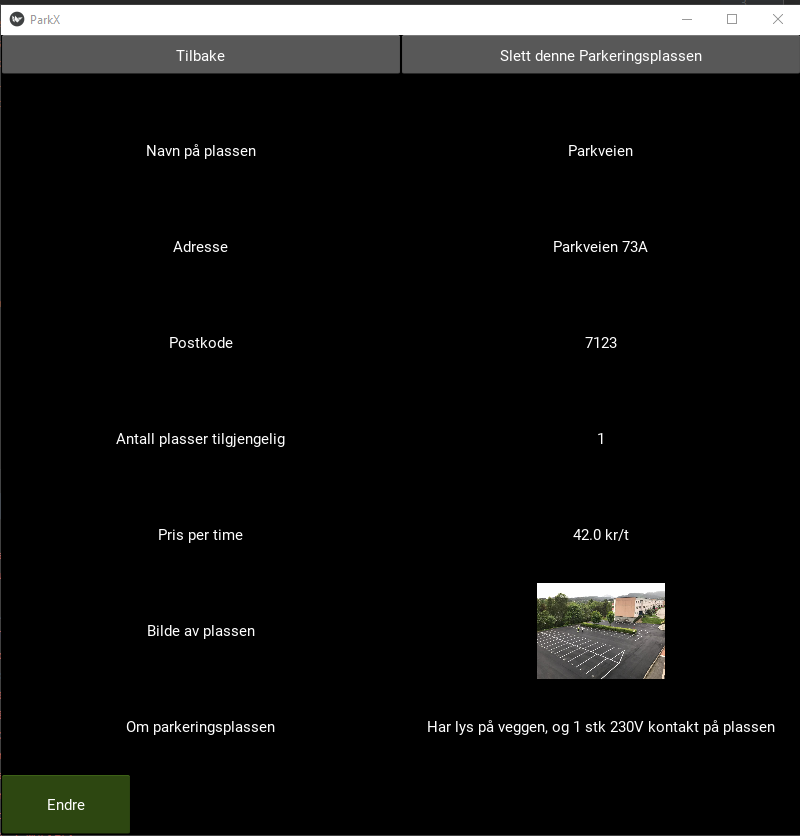 ParkX
Tilbake
Slett denne Parkeringsplassen
Navn på plassen
Parkveien
Adresse
Parkveien 73A
Postkode
7123
Antall plasser tilgjengelig
1
Pris per time
42.0 kr/t
Bilde av plassen
Om parkeringsplassen
Har lys på veggen, og 1 stk 230V kontakt på plassen
Endre